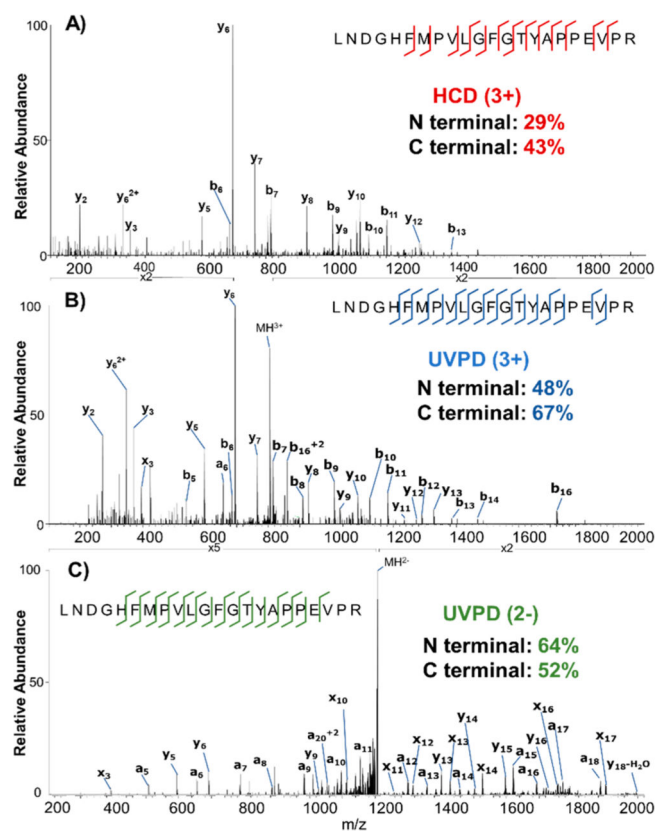 A)
y6
L N D G H F M P V L G F G T Y A P P E V P R
HCD (3+)
N terminal: 29%
C terminal: 43%
Relative Abundance
100
50
0
y2
y6 2+
y3
y5
b6
y7
b7
y8
b9
y9
y10
b10
b11
y12
b13
200 400 600 800 1000 1200 1400 1600 1800 2000
x2 x2
B)
y6
L N D G H F M P V L G F G T Y A P P E V P R
UVPD (3+)
N terminal: 48%
C terminal: 67%
MH3+
Relative Abundance
100
50
0
y2
y6 2+
y3
x3
b5
y5
a6
b6
y7
b7
b16 +2
b8
y8
b9
y9
y10
b10
b11
y11
y12
b12
y13
b13
b14
b16
200 400 600 800 1000 1200 1400 1600 1800 2000
x5 x2
C)
MH2-
L N D G H F M P V L G F G T Y A P P E V P R
UVPD (2-)
N terminal: 64%
C terminal: 52%
Relative Abundance
100
50
0
x3
a5
y5
a6
y6
a7
a8
a9
y9
a20 +2
a10
x10
a11
x11
a12
x12
a13
y13
x13
a14
y14
x14
y15
a15
a16
y16
x16
a17
a18
x17
y18-H2O
200 400 600 800 1000 1200 1400 1600 1800 2000
m/z